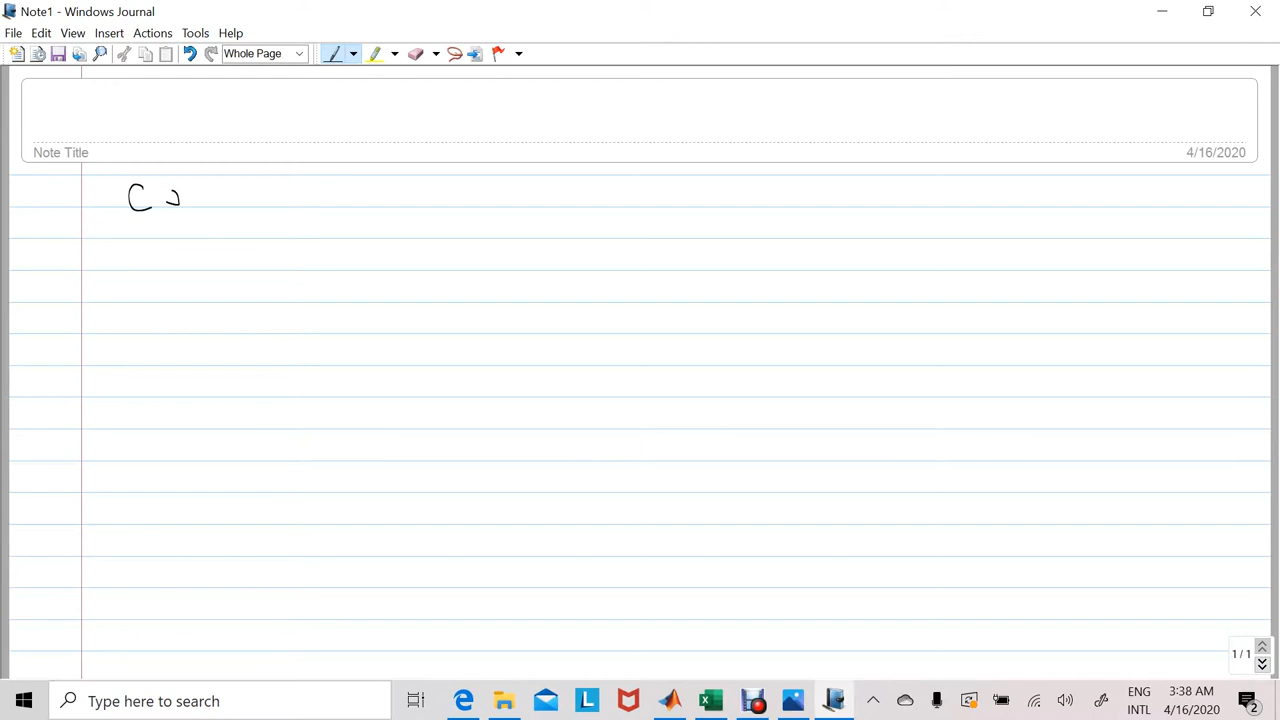 Note1 - Windows Journal
File Edit View Insert Actions Tools Help
Whole Page
Note Title
4/16/2020
C
1 / 1
Type here to search
L
ENG
INTL
3:38 AM
4/16/2020
2